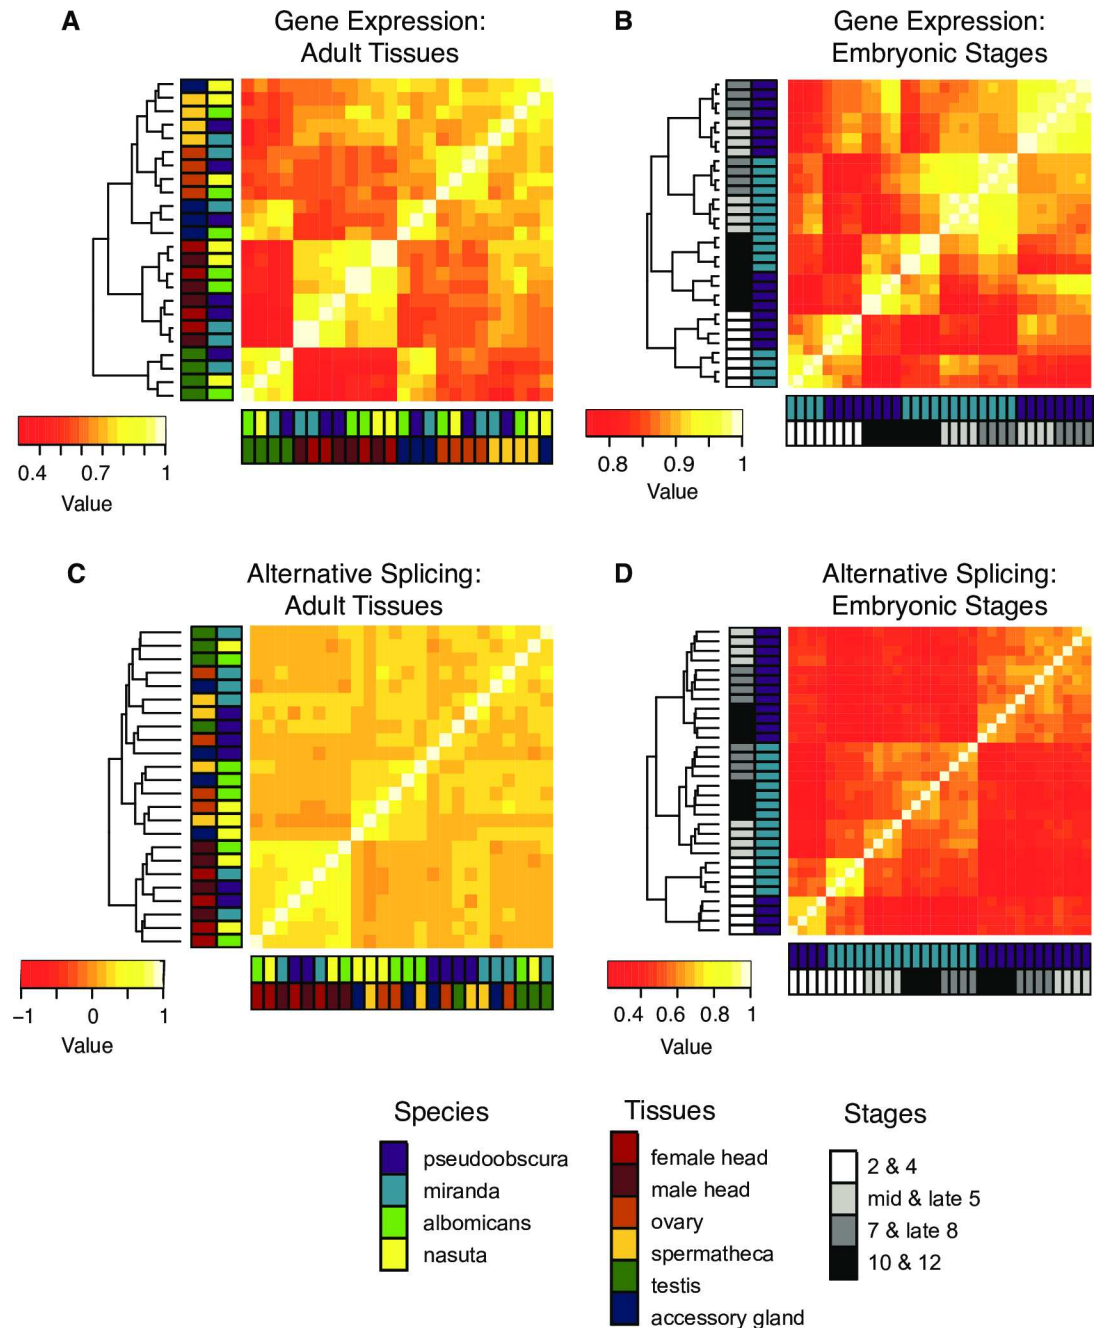 A
Gene Expression:
Adult Tissues
B
Gene Expression:
Embryonic Stages
0.4 0.7 1
Value
0.8 0.9 1
Value
C
Alternative Splicing:
Adult Tissues
D
Alternative Splicing:
Embryonic Stages
−1 0 1
Value
0.4 0.6 0.8 1
Value
Species
pseudoobscura
miranda
albomicans
nasuta
Tissues
female head
male head
ovary
spermatheca
testis
accessory gland
Stages
2 & 4
mid & late 5
7 & late 8
10 & 12